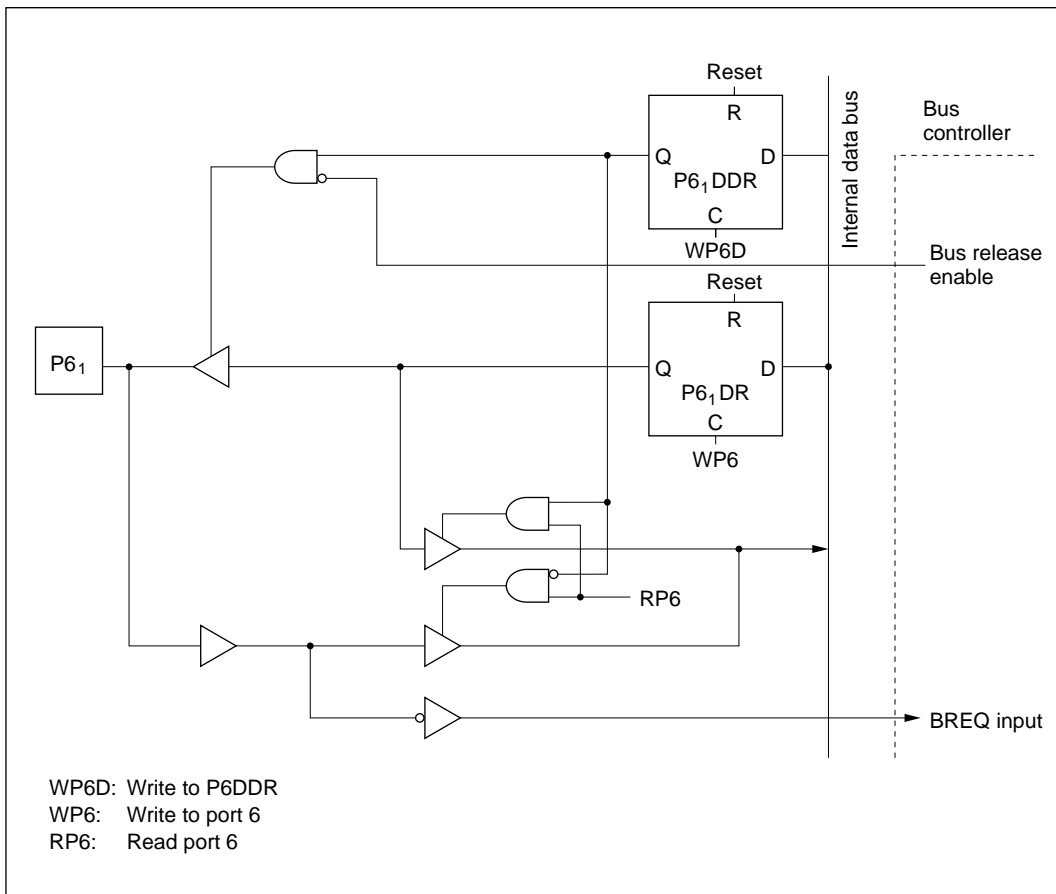 Reset
R
Q
D
P6₁DDR
C
WP6D
Internal data bus
Bus
controller
Bus release
enable
Reset
R
Q
D
P6₁DR
C
WP6
P6₁
RP6
BREQ input
WP6D: Write to P6DDR
WP6: Write to port 6
RP6: Read port 6